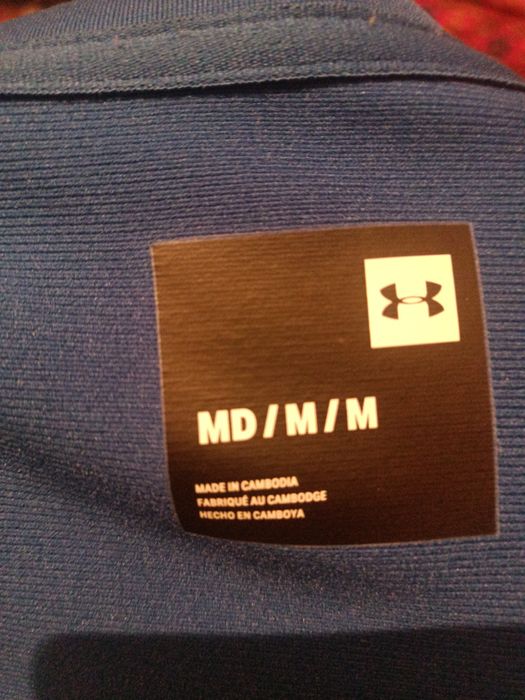 MD / M / M
MADE IN CAMBODIA
FABRIQUÉ AU CAMBODGE
HECHO EN CAMBOYA